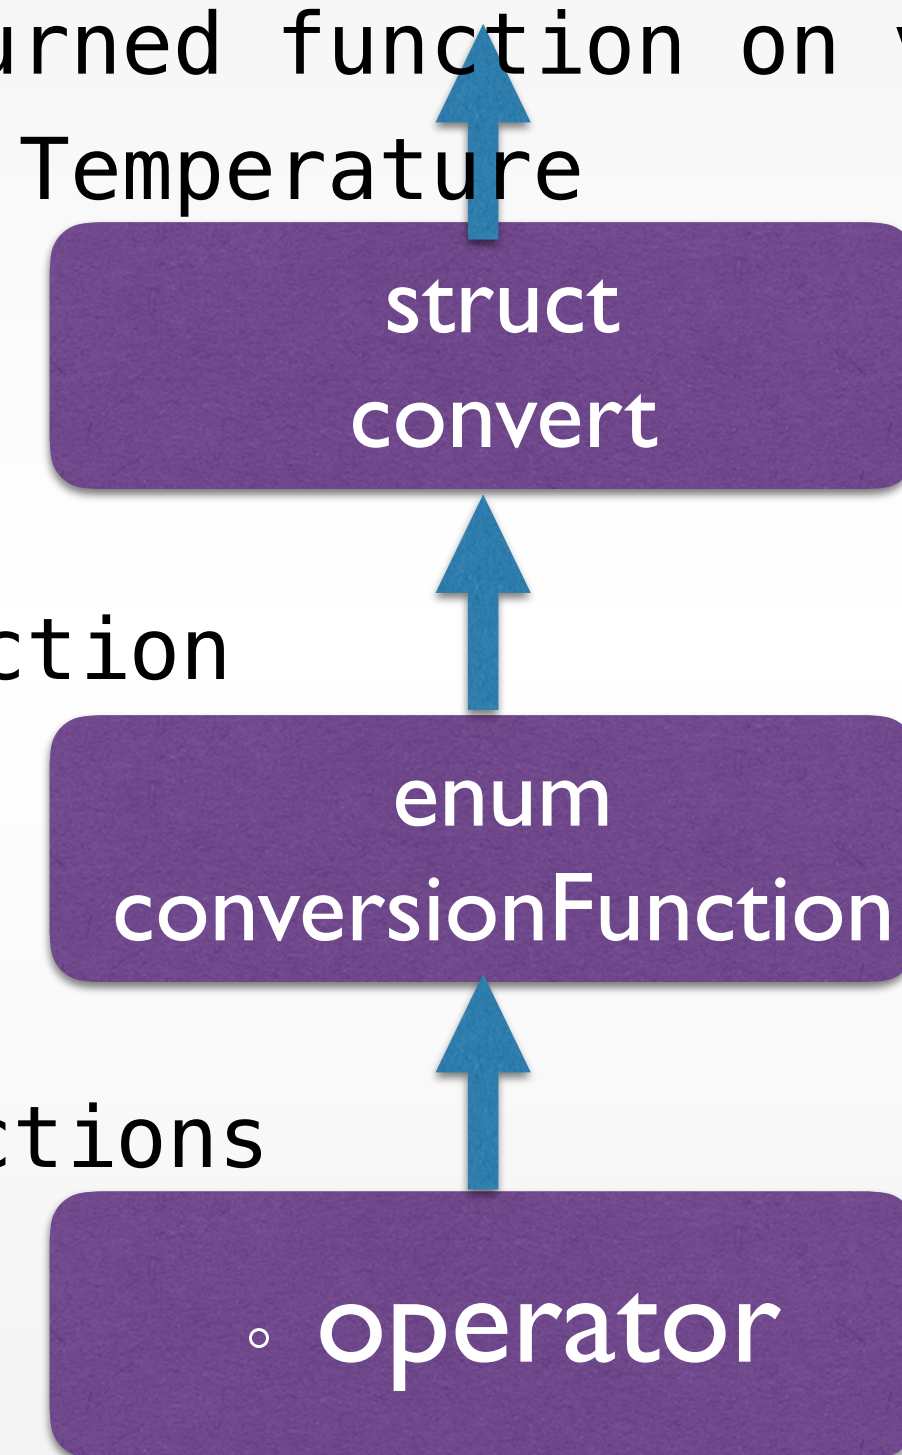 urned function on
Temperature
struct
convert
ction
enum
conversionFunction
ctions
◦ operator